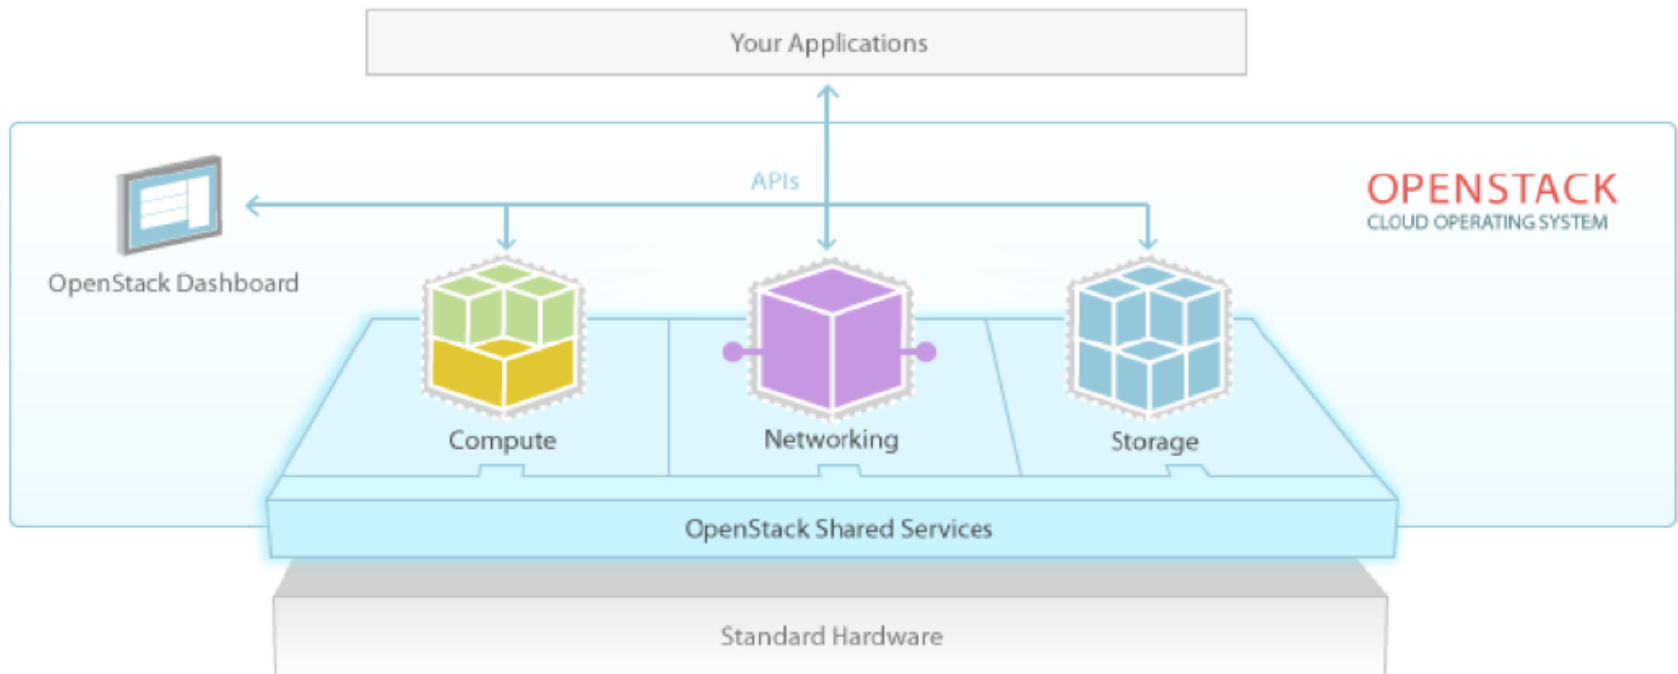 Your Applications
APIs
OPENSTACK
CLOUD OPERATING SYSTEM
OpenStack Dashboard
Compute
Networking
Storage
OpenStack Shared Services
Standard Hardware